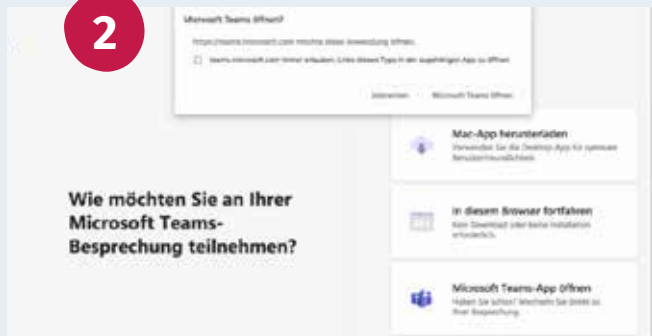 2
Microsoft Teams öffnen?
https://teams.microsoft.com möchte diese Anwendung öffnen.
teams.microsoft.com immer erlauben, Links dieses Typs in der zugehörigen App zu öffnen
Abbrechen Microsoft Teams öffnen
Wie möchten Sie an Ihrer
Microsoft Teams-
Besprechung teilnehmen?
Mac-App herunterladen
Verwenden Sie die Desktop-App für optimale
Benutzerfreundlichkeit.
In diesem Browser fortfahren
Kein Download oder keine Installation
erforderlich.
Microsoft Teams-App öffnen
Haben Sie schon? Wechseln Sie direkt zu
Ihrer Besprechung.